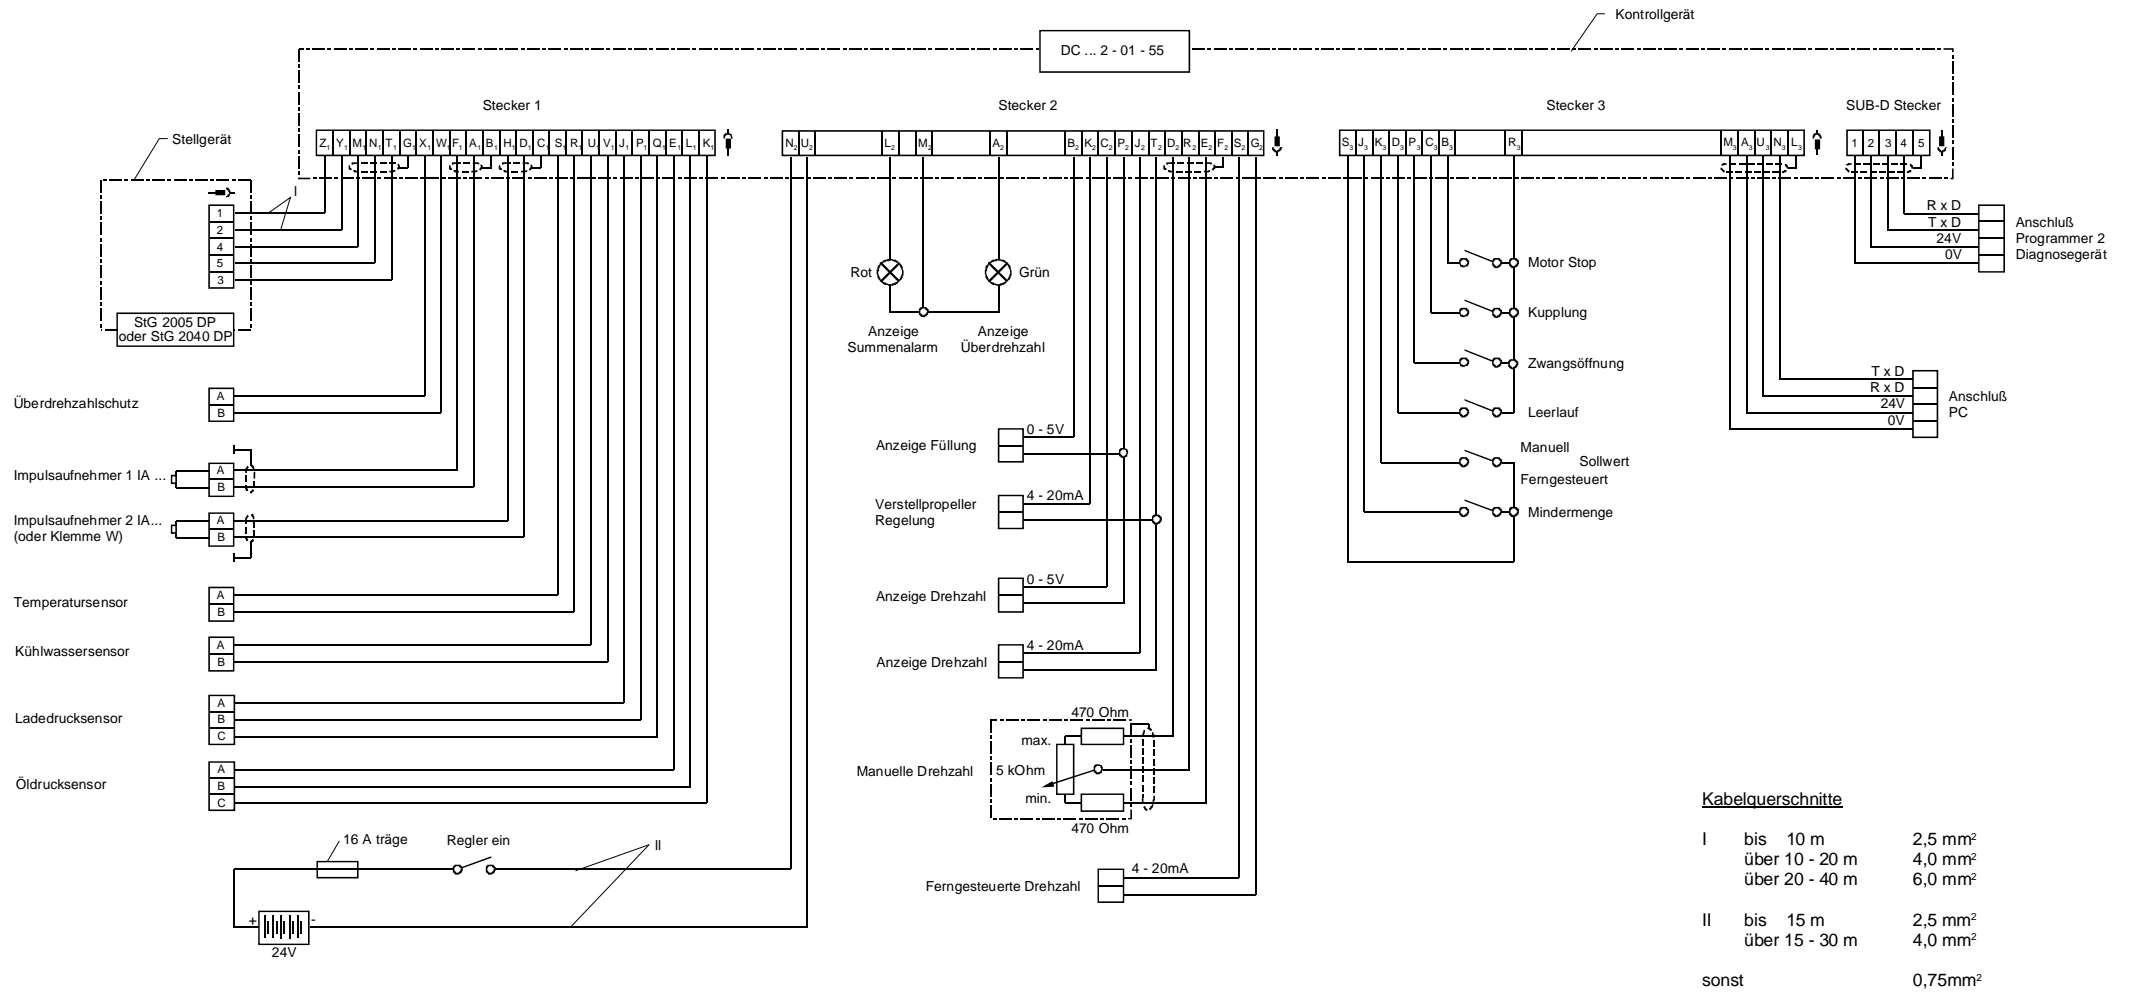 Kontrollgerät
DC ... 2 - 01 - 55
Stecker 1
Stecker 2
Stecker 3
SUB-D Stecker
Stellgerät
Z1 Y1 M1 N1 T1 G1 X1 W1 F1 A1 B1 H1 D1 C1 S1 R1 U1 V1 J1 P1 Q1 E1 L1 K1
N2 U2 L2 M2 A2 B2 K2 C2 P2 J2 T2 D2 R2 E2 F2 S2 G2
S3 J3 K3 D3 P3 C3 B3 R3 M3 A3 U3 N3 L3
1 2 3 4 5
I
1
2
4
5
3
StG 2005 DP
oder StG 2040 DP
Überdrehzahlschutz
A
B
Impulsaufnehmer 1 IA ...
A
B
Impulsaufnehmer 2 IA...
(oder Klemme W)
A
B
Temperatursensor
A
B
Kühlwassersensor
A
B
Ladedrucksensor
A
B
C
Öldrucksensor
A
B
C
16 A träge
Regler ein
II
+
-
24V
Rot
Grün
Anzeige
Summenalarm
Anzeige
Überdrehzahl
Anzeige Füllung
0 - 5V
Verstellpropeller
Regelung
4 - 20mA
Anzeige Drehzahl
0 - 5V
Anzeige Drehzahl
4 - 20mA
Manuelle Drehzahl
470 Ohm
max.
5 kOhm
min.
470 Ohm
Ferngesteuerte Drehzahl
4 - 20mA
Motor Stop
Kupplung
Zwangsöffnung
Leerlauf
Manuell
Sollwert
Ferngesteuert
Mindermenge
R x D
T x D
24V
0V
Anschluß
Programmer 2
Diagnosegerät
T x D
R x D
24V
0V
Anschluß
PC
Kabelquerschnitte
I bis 10 m 2,5 mm²
über 10 - 20 m 4,0 mm²
über 20 - 40 m 6,0 mm²
II bis 15 m 2,5 mm²
über 15 - 30 m 4,0 mm²
sonst 0,75mm²